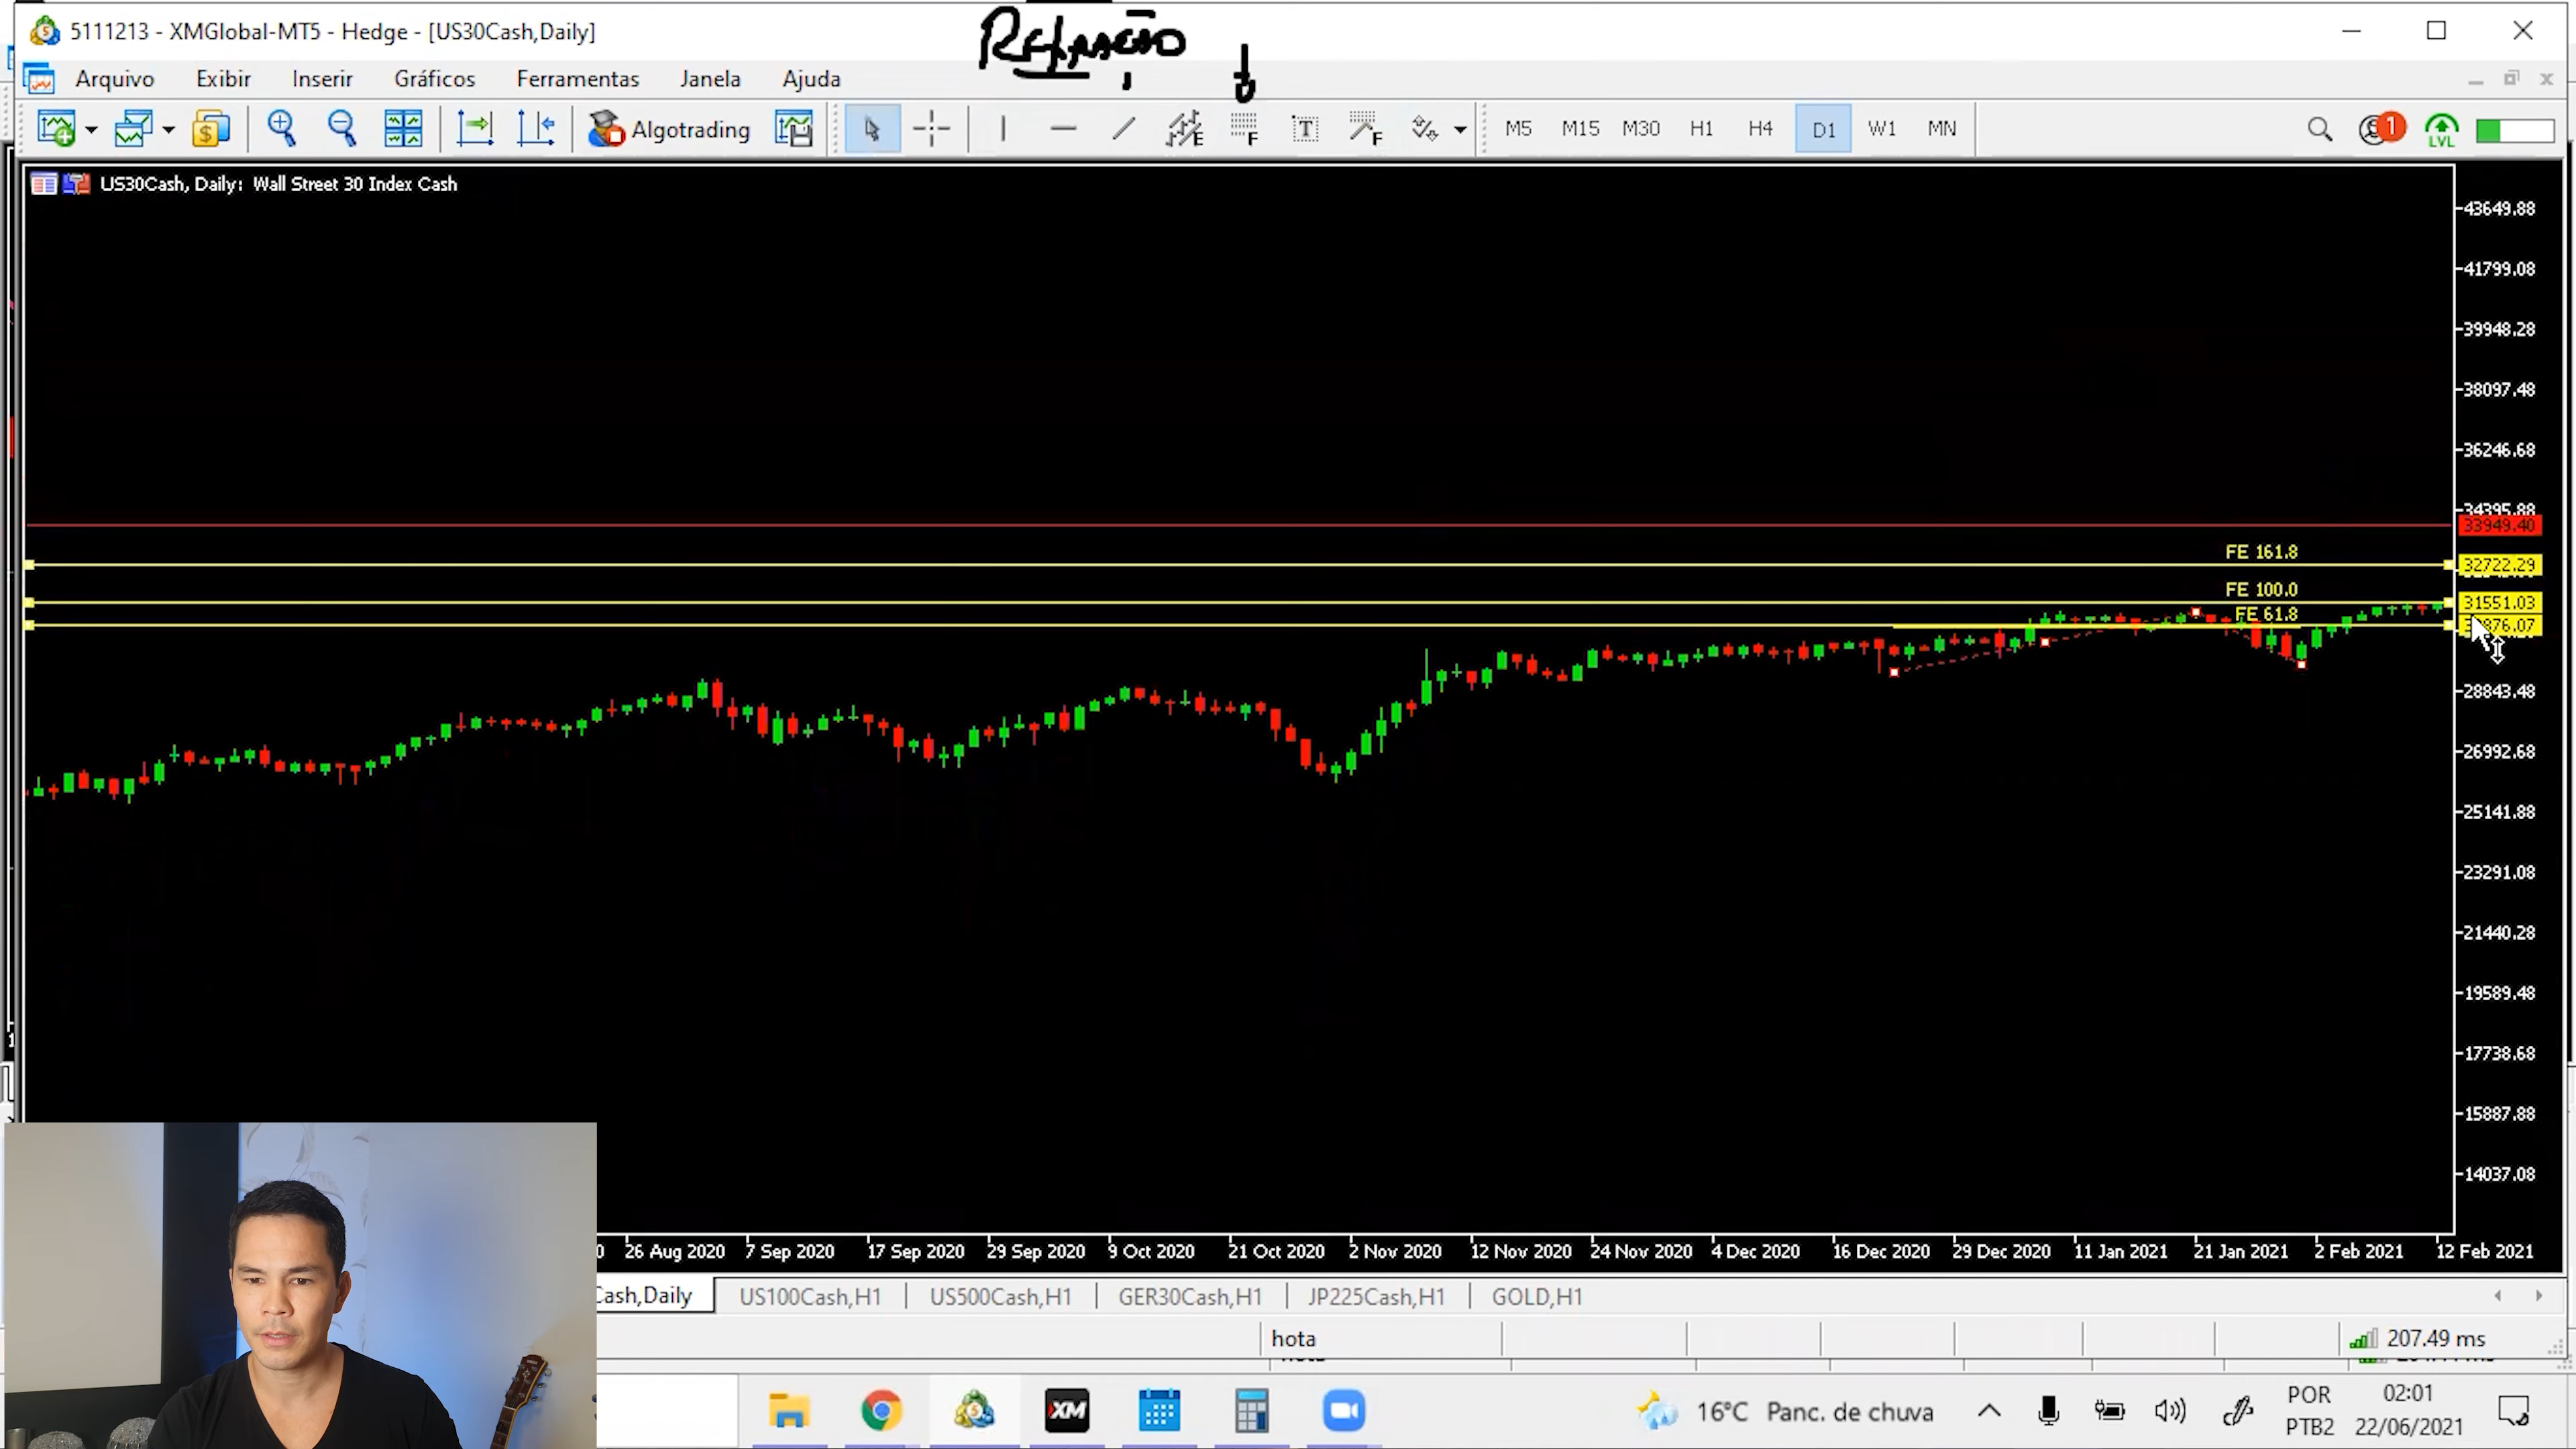 5111213 - XMGlobal-MT5 - Hedge - [US30Cash,Daily]
Arquivo Exibir Inserir Gráficos Ferramentas Janela Ajuda
Algotrading
E F T F
M5 M15 M30 H1 H4 D1 W1 MN
1
LVL
US30Cash, Daily: Wall Street 30 Index Cash
43649.88
41799.08
39948.28
38097.48
36246.68
34395.88
33949.40
FE 161.8
32722.29
FE 100.0
31551.03
FE 61.8
28843.48
26992.68
25141.88
23291.08
21440.28
19589.48
17738.68
15887.88
14037.08
0 26 Aug 2020 7 Sep 2020 17 Sep 2020 29 Sep 2020 9 Oct 2020 21 Oct 2020 2 Nov 2020 12 Nov 2020 24 Nov 2020 4 Dec 2020 16 Dec 2020 29 Dec 2020 11 Jan 2021 21 Jan 2021 2 Feb 2021 12 Feb 2021
Cash,Daily US100Cash,H1 US500Cash,H1 GER30Cash,H1 JP225Cash,H1 GOLD,H1
hota 207.49 ms
XM
16°C Panc. de chuva
POR 02:01
PTB2 22/06/2021